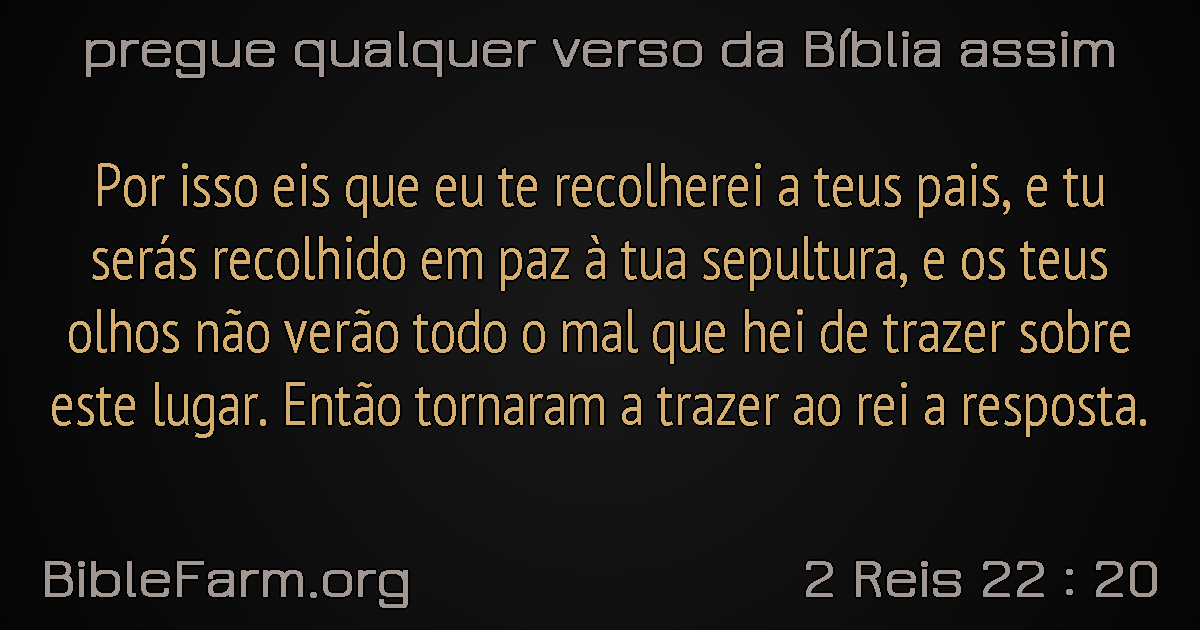 pregue qualquer verso da Bíblia assim
Por isso eis que eu te recolherei a teus pais, e tu
serás recolhido em paz à tua sepultura, e os teus
olhos não verão todo o mal que hei de trazer sobre
este lugar. Então tornaram a trazer ao rei a resposta.
BibleFarm.org
2 Reis 22 : 20